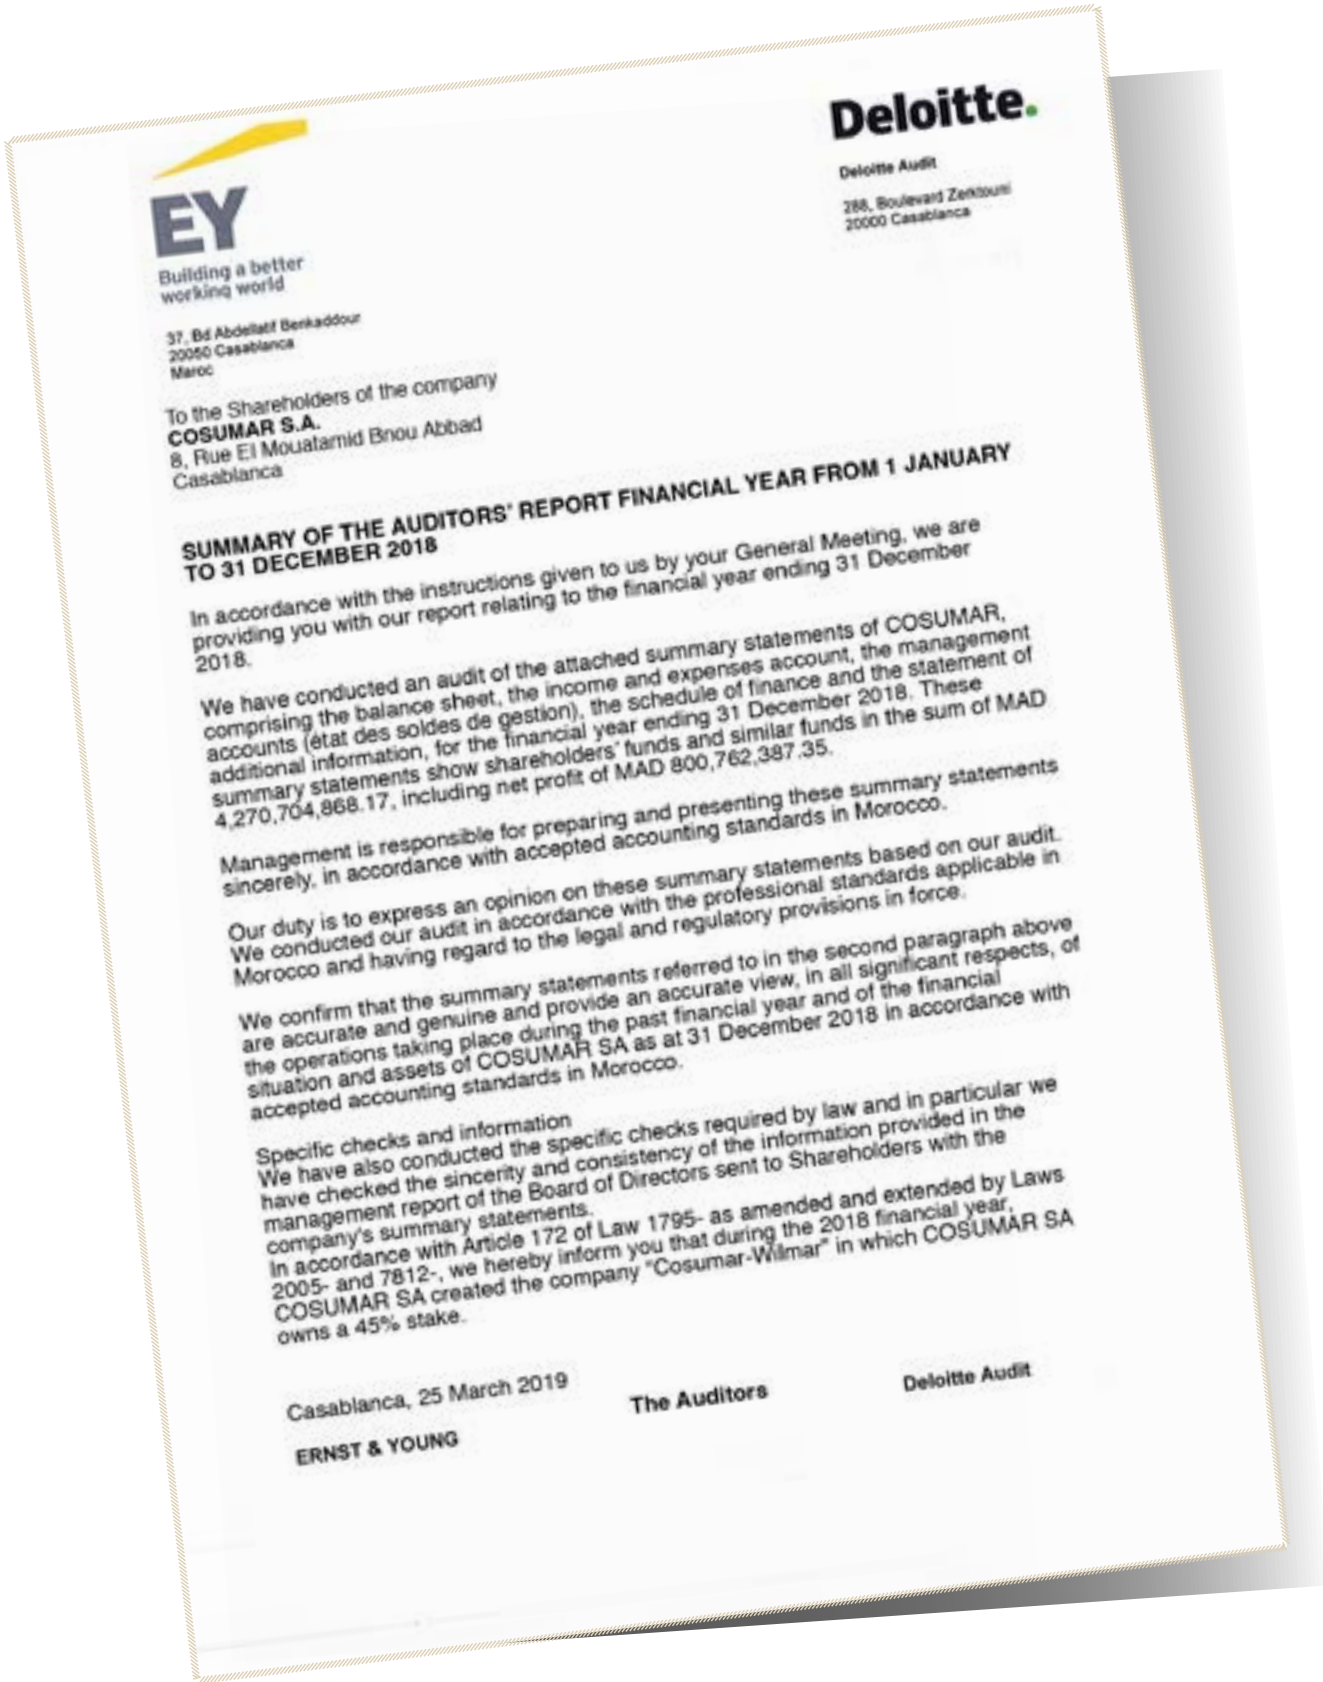 EY
Building a better
working world
37, Bd Abdellatif Benkaddour
20050 Casablanca
Maroc
Deloitte.
Deloitte Audit
288, Boulevard Zerktouni
20000 Casablanca
To the Shareholders of the company
COSUMAR S.A.
8, Rue El Mouatamid Bnou Abbad
Casablanca
SUMMARY OF THE AUDITORS' REPORT FINANCIAL YEAR FROM 1 JANUARY
TO 31 DECEMBER 2018
In accordance with the instructions given to us by your General Meeting, we are
providing you with our report relating to the financial year ending 31 December
2018.
We have conducted an audit of the attached summary statements of COSUMAR,
comprising the balance sheet, the income and expenses account, the management
accounts (état des soldes de gestion), the schedule of finance and the statement of
additional information, for the financial year ending 31 December 2018. These
summary statements show shareholders' funds and similar funds in the sum of MAD
4,270,704,868.17, including net profit of MAD 800,762,387.35.
Management is responsible for preparing and presenting these summary statements
sincerely, in accordance with accepted accounting standards in Morocco.
Our duty is to express an opinion on these summary statements based on our audit.
We conducted our audit in accordance with the professional standards applicable in
Morocco and having regard to the legal and regulatory provisions in force.
We confirm that the summary statements referred to in the second paragraph above
are accurate and genuine and provide an accurate view, in all significant respects, of
the operations taking place during the past financial year and of the financial
situation and assets of COSUMAR SA as at 31 December 2018 in accordance with
accepted accounting standards in Morocco.
Specific checks and information
We have also conducted the specific checks required by law and in particular we
have checked the sincerity and consistency of the information provided in the
management report of the Board of Directors sent to Shareholders with the
company's summary statements.
In accordance with Article 172 of Law 1795- as amended and extended by Laws
2005- and 7812-, we hereby inform you that during the 2018 financial year,
COSUMAR SA created the company "Cosumar-Wilmar" in which COSUMAR SA
owns a 45% stake.
Casablanca, 25 March 2019
The Auditors
ERNST & YOUNG
Deloitte Audit